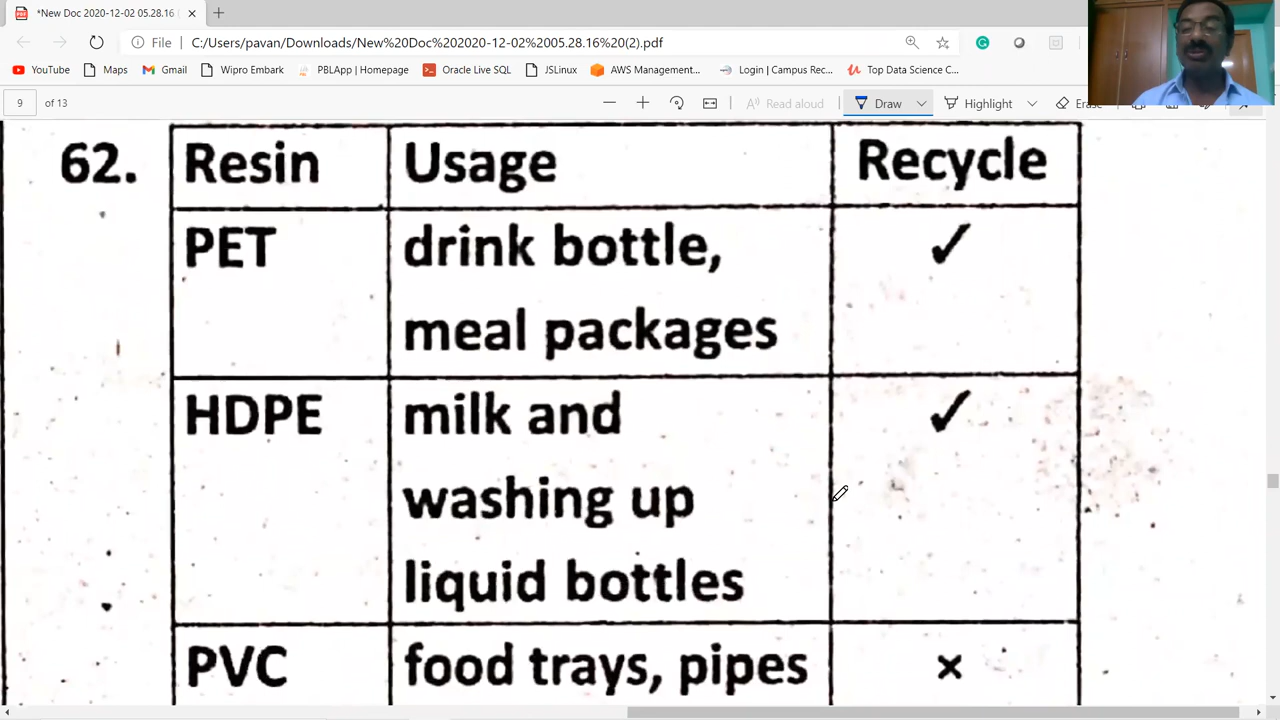 *New Doc 2020-12-02 05.28.16
File C:/Users/pavan/Downloads/New%20Doc%202020-12-02%2005.28.16%20(2).pdf
YouTube Maps Gmail Wipro Embark PBLApp | Homepage Oracle Live SQL JSLinux AWS Management... Login | Campus Rec... Top Data Science C...
9 of 13 Read aloud Draw Highlight
62. Resin Usage Recycle
PET drink bottle, ✓
meal packages
HDPE milk and ✓
washing up
liquid bottles
PVC food trays, pipes ×